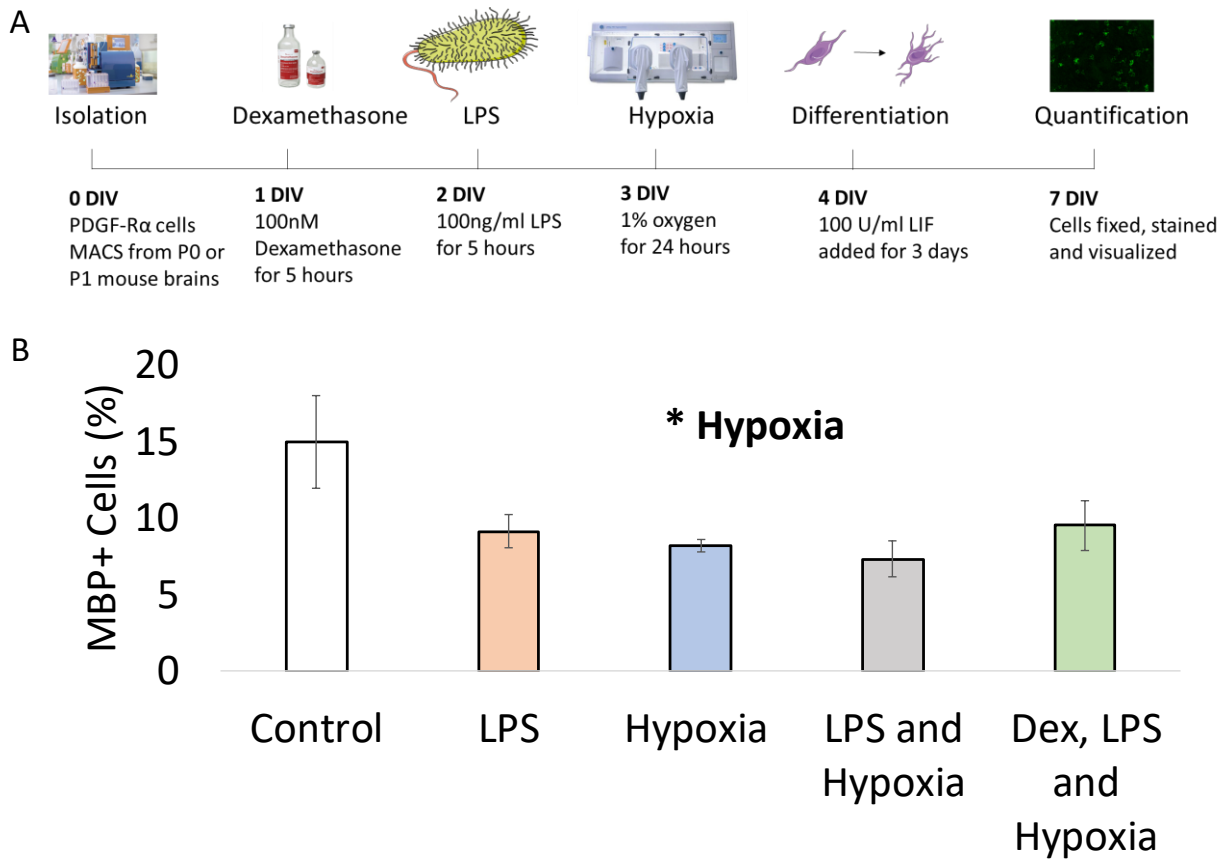 A
Isolation
Dexamethasone
LPS
Hypoxia
Differentiation
Quantification
0 DIV
PDGF-Rα cells
MACS from P0 or
P1 mouse brains
1 DIV
100nM
Dexamethasone
for 5 hours
2 DIV
100ng/ml LPS
for 5 hours
3 DIV
1% oxygen
for 24 hours
4 DIV
100 U/ml LIF
added for 3 days
7 DIV
Cells fixed, stained
and visualized
B
MBP+ Cells (%)
20
15
10
5
0
* Hypoxia
Control
LPS
Hypoxia
LPS and
Hypoxia
Dex, LPS
and
Hypoxia